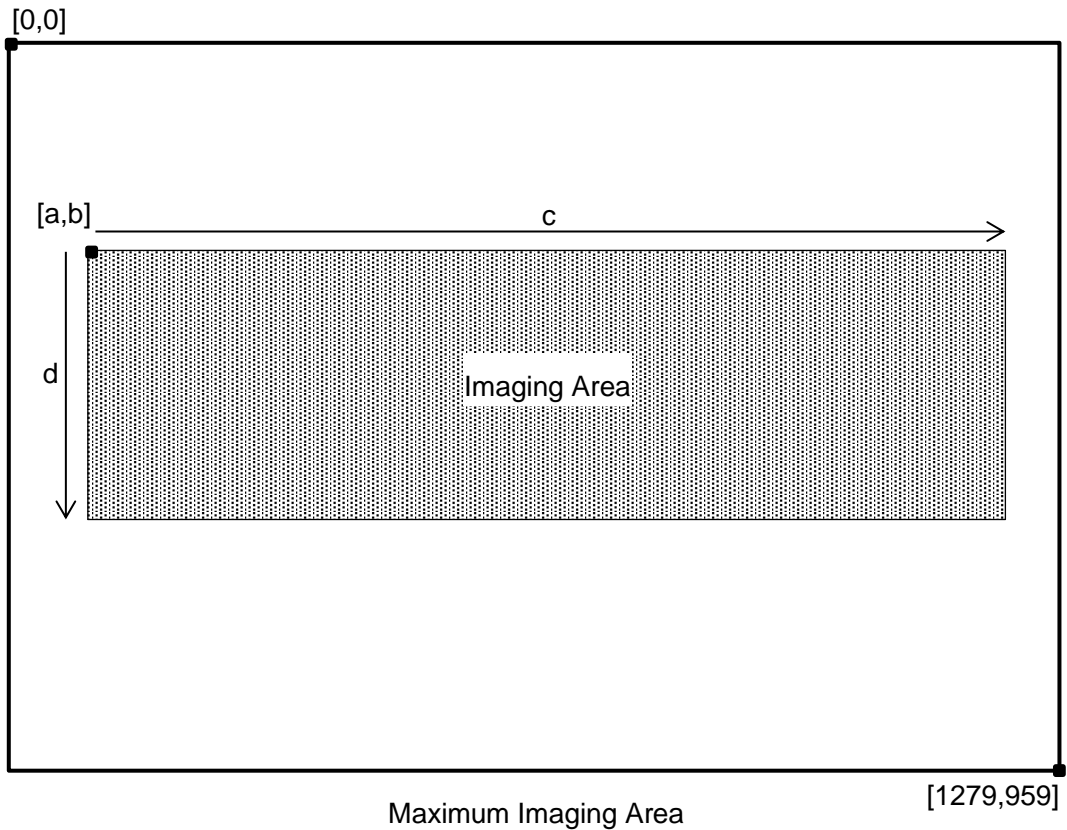 [0,0]
[a,b]
c
d
Imaging Area
[1279,959]
Maximum Imaging Area